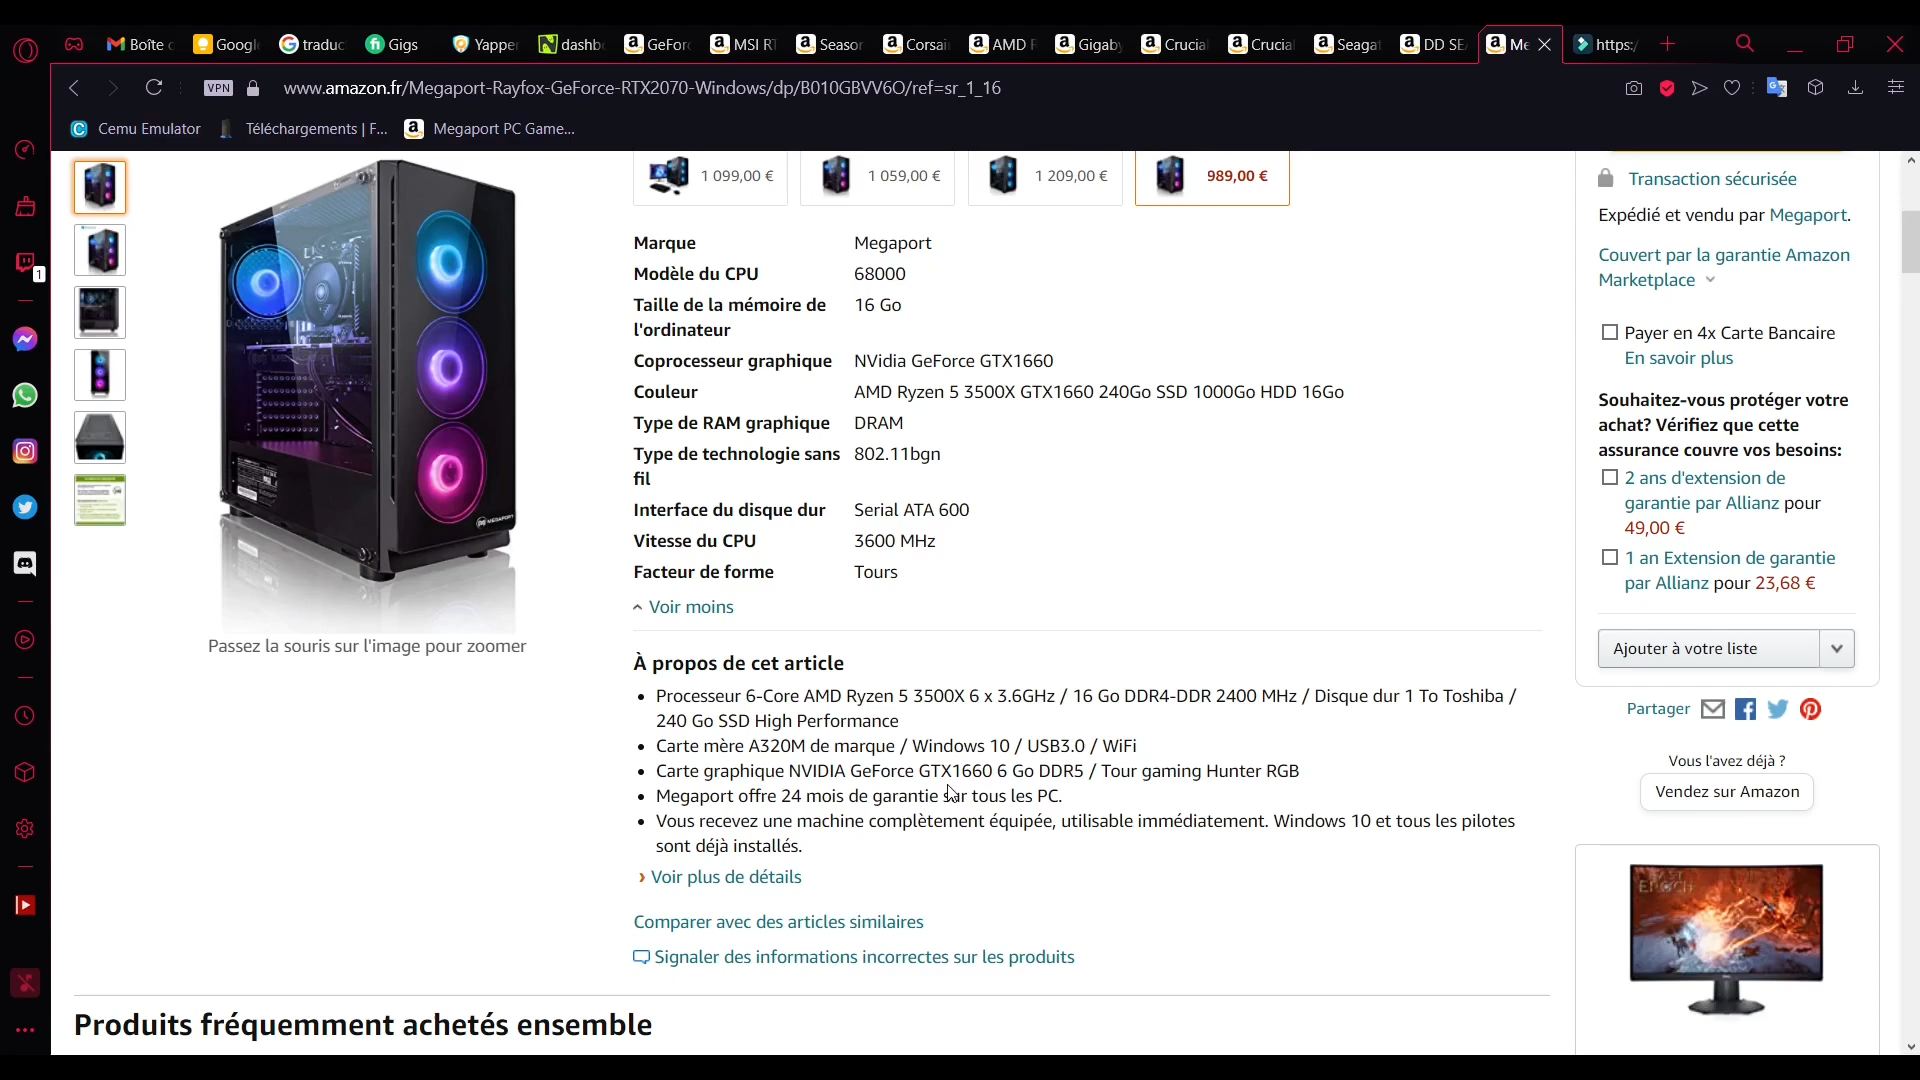 Boîte
Googl
traduc
Gigs
Yapper
dashb
GeFor
MSI RT
Season
Corsai
AMD R
Gigaby
Crucia
Crucia
Seagat
DD SE
Me
https:/
VPN
www.amazon.fr/Megaport-Rayfox-GeForce-RTX2070-Windows/dp/B010GBVV6O/ref=sr_1_16
Cemu Emulator
Téléchargements | F...
Megaport PC Game...
1
1 099,00 €
1 059,00 €
1 209,00 €
989,00 €
Marque Megaport
Modèle du CPU 68000
Taille de la mémoire de 16 Go
l'ordinateur
Coprocesseur graphique NVidia GeForce GTX1660
Couleur AMD Ryzen 5 3500X GTX1660 240Go SSD 1000Go HDD 16Go
Type de RAM graphique DRAM
Type de technologie sans 802.11bgn
fil
Interface du disque dur Serial ATA 600
Vitesse du CPU 3600 MHz
Facteur de forme Tours
Voir moins
MEGAPORT
Passez la souris sur l'image pour zoomer
À propos de cet article
• Processeur 6-Core AMD Ryzen 5 3500X 6 x 3.6GHz / 16 Go DDR4-DDR 2400 MHz / Disque dur 1 To Toshiba /
240 Go SSD High Performance
• Carte mère A320M de marque / Windows 10 / USB3.0 / WiFi
• Carte graphique NVIDIA GeForce GTX1660 6 Go DDR5 / Tour gaming Hunter RGB
• Megaport offre 24 mois de garantie sur tous les PC.
• Vous recevez une machine complètement équipée, utilisable immédiatement. Windows 10 et tous les pilotes
sont déjà installés.
› Voir plus de détails
Comparer avec des articles similaires
Signaler des informations incorrectes sur les produits
Produits fréquemment achetés ensemble
Transaction sécurisée
Expédié et vendu par Megaport.
Couvert par la garantie Amazon
Marketplace
Payer en 4x Carte Bancaire
En savoir plus
Souhaitez-vous protéger votre
achat? Vérifiez que cette
assurance couvre vos besoins:
2 ans d'extension de
garantie par Allianz pour
49,00 €
1 an Extension de garantie
par Allianz pour 23,68 €
Ajouter à votre liste
Partager
Vous l'avez déjà ?
Vendez sur Amazon